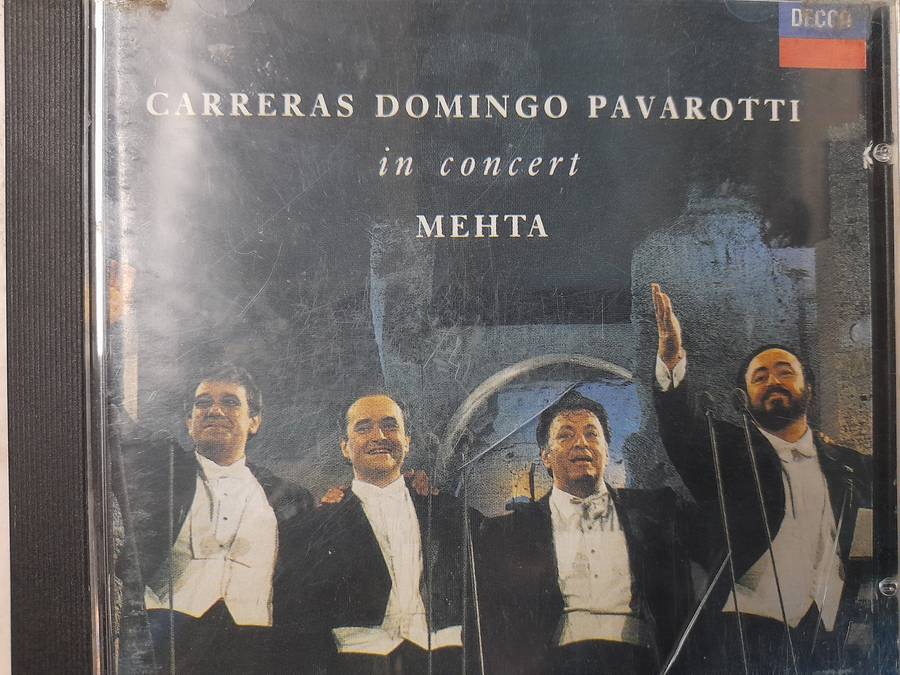 DECCA
CARRERAS DOMINGO PAVAROTTI
in concert
MEHTA